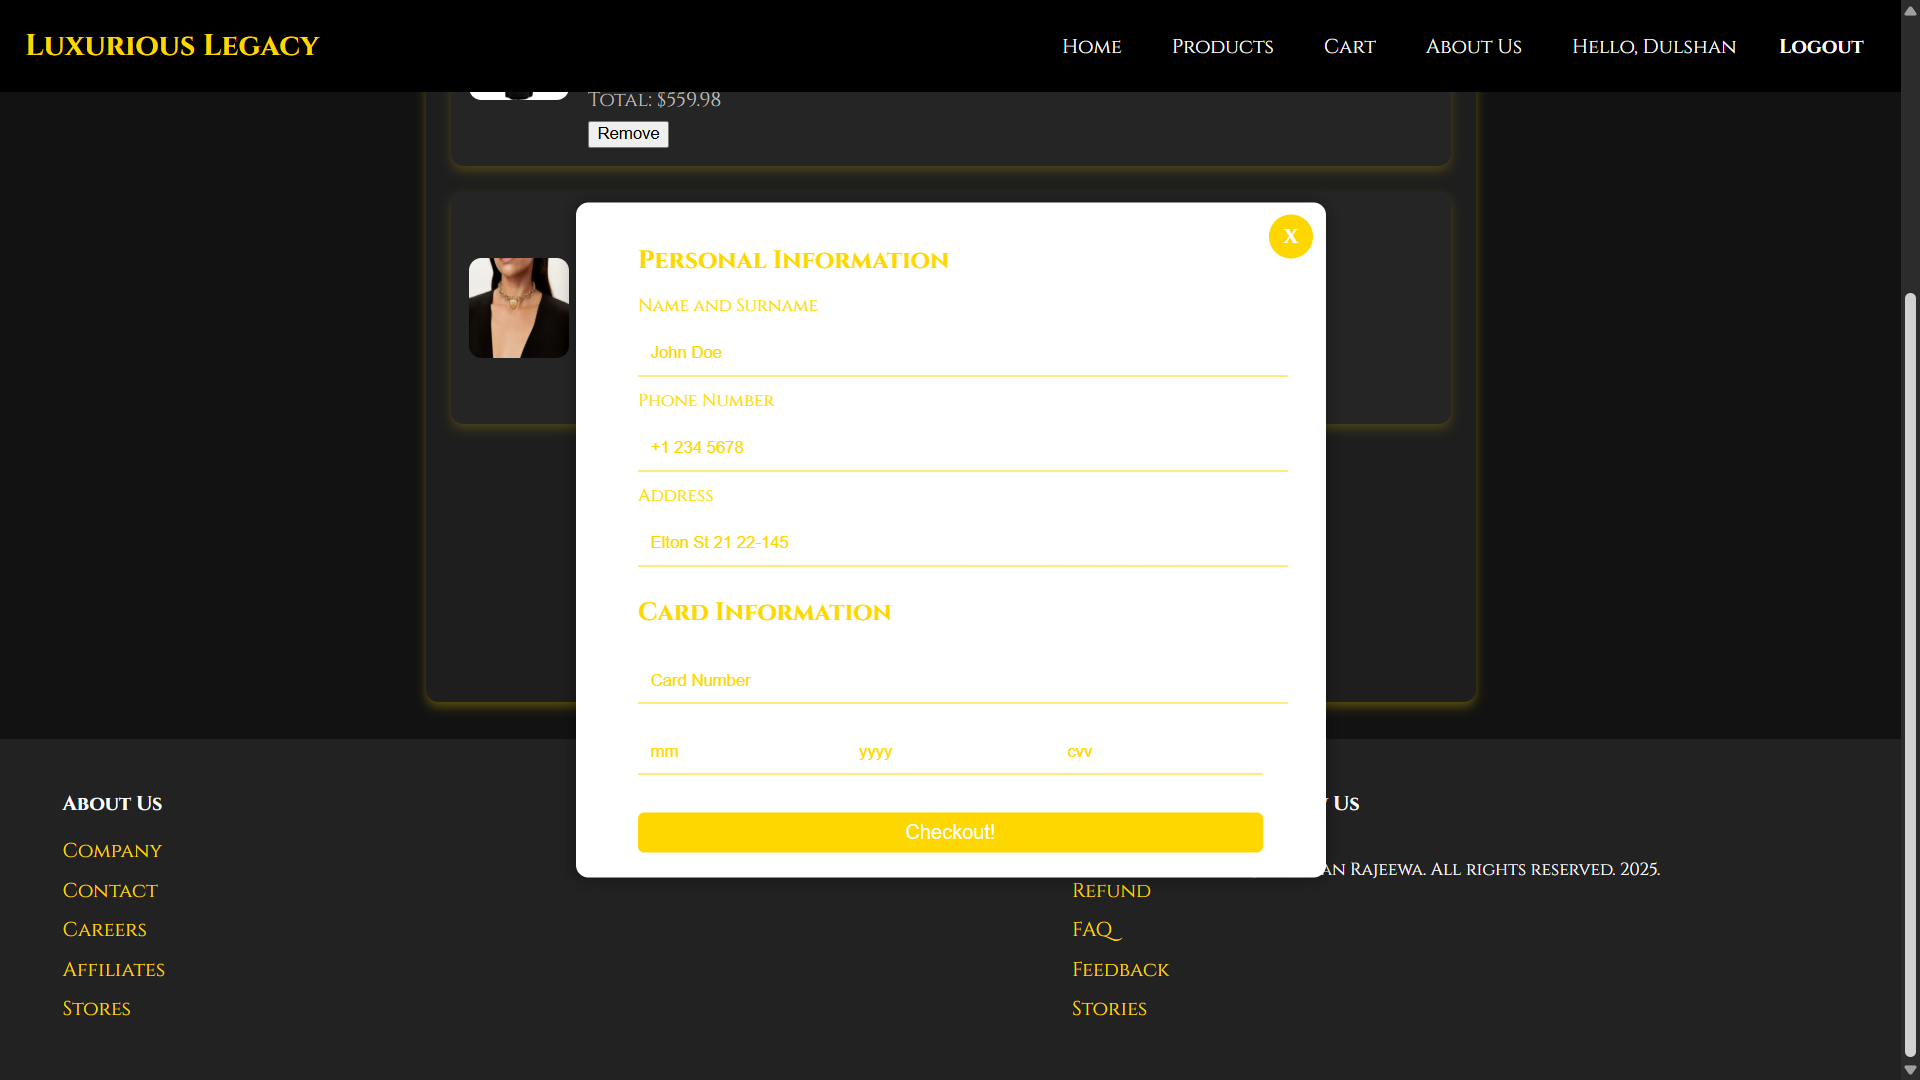 Luxurious Legacy
Home Products Cart About Us Hello, Dulshan Logout
Total: $559.98
Remove
X
Personal Information
Name and Surname
John Doe
Phone Number
+1 234 5678
Address
Elton St 21 22-145
Card Information
Card Number
mm yyyy cvv
Checkout!
About Us
Company
Contact
Careers
Affiliates
Stores
Refund
FAQ
Feedback
Stories
Us
Rajeewa. All rights reserved. 2025.